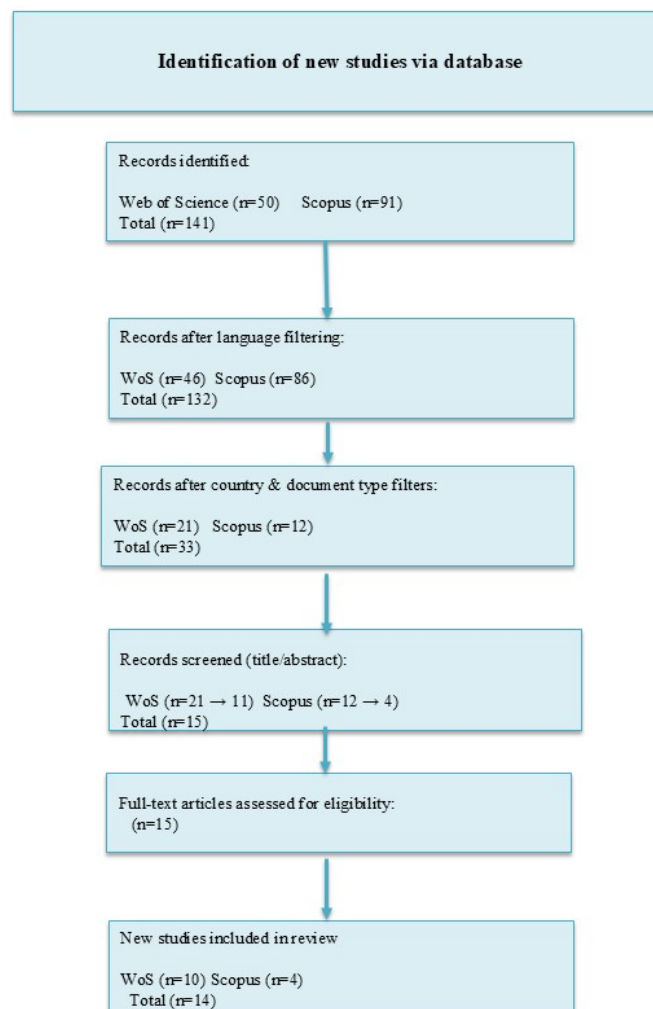 Identification of new studies via database
Records identified:
Web of Science (n=50) Scopus (n=91)
Total (n=141)
Records after language filtering:
WoS (n=46) Scopus (n=86)
Total (n=132)
Records after country & document type filters:
WoS (n=21) Scopus (n=12)
Total (n=33)
Records screened (title/abstract):
WoS (n=21 → 11) Scopus (n=12 → 4)
Total (n=15)
Full-text articles assessed for eligibility:
(n=15)
New studies included in review
WoS (n=10) Scopus (n=4)
Total (n=14)